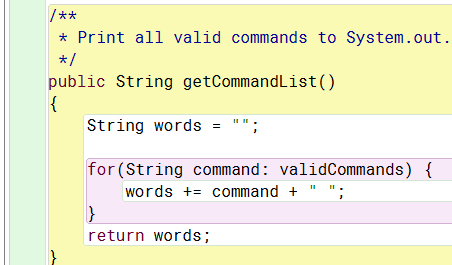 /**
* Print all valid commands to System.out.
*/
public String getCommandList()
{
String words = "";
for(String command: validCommands) {
words += command + " ";
}
return words;
}